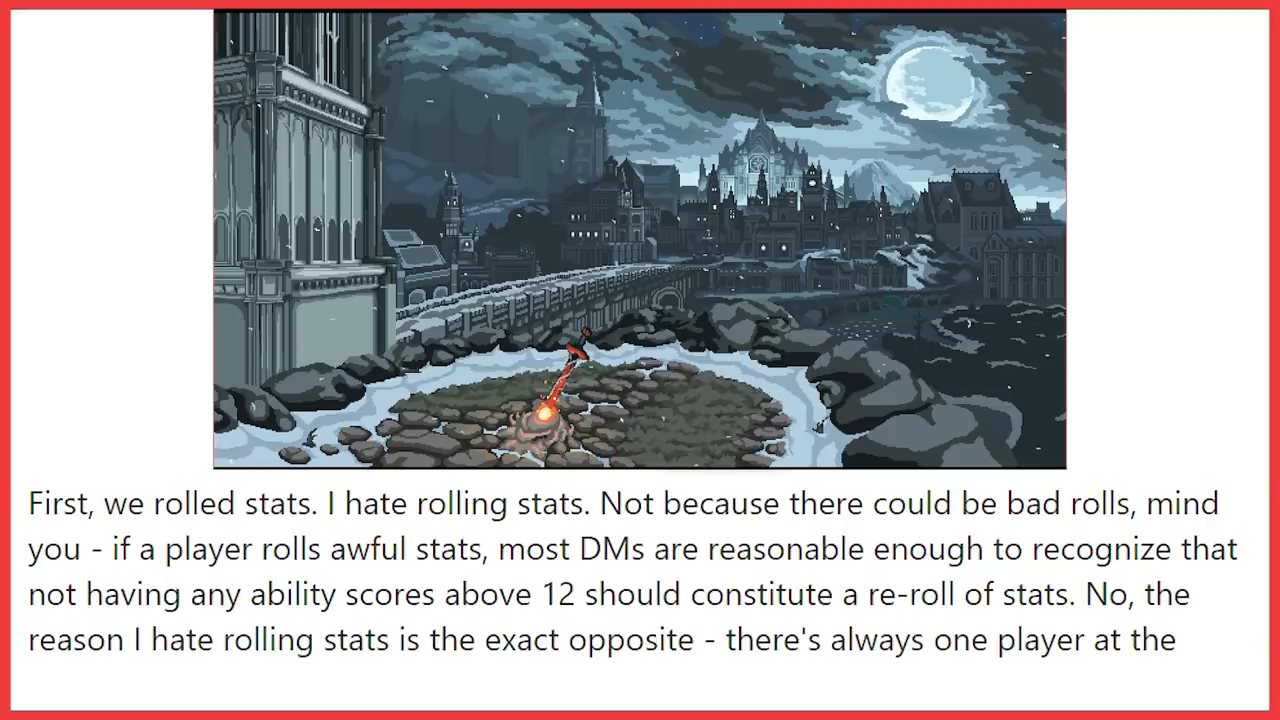 First, we rolled stats. I hate rolling stats. Not because there could be bad rolls, mind
you - if a player rolls awful stats, most DMs are reasonable enough to recognize that
not having any ability scores above 12 should constitute a re-roll of stats. No, the
reason I hate rolling stats is the exact opposite - there's always one player at the